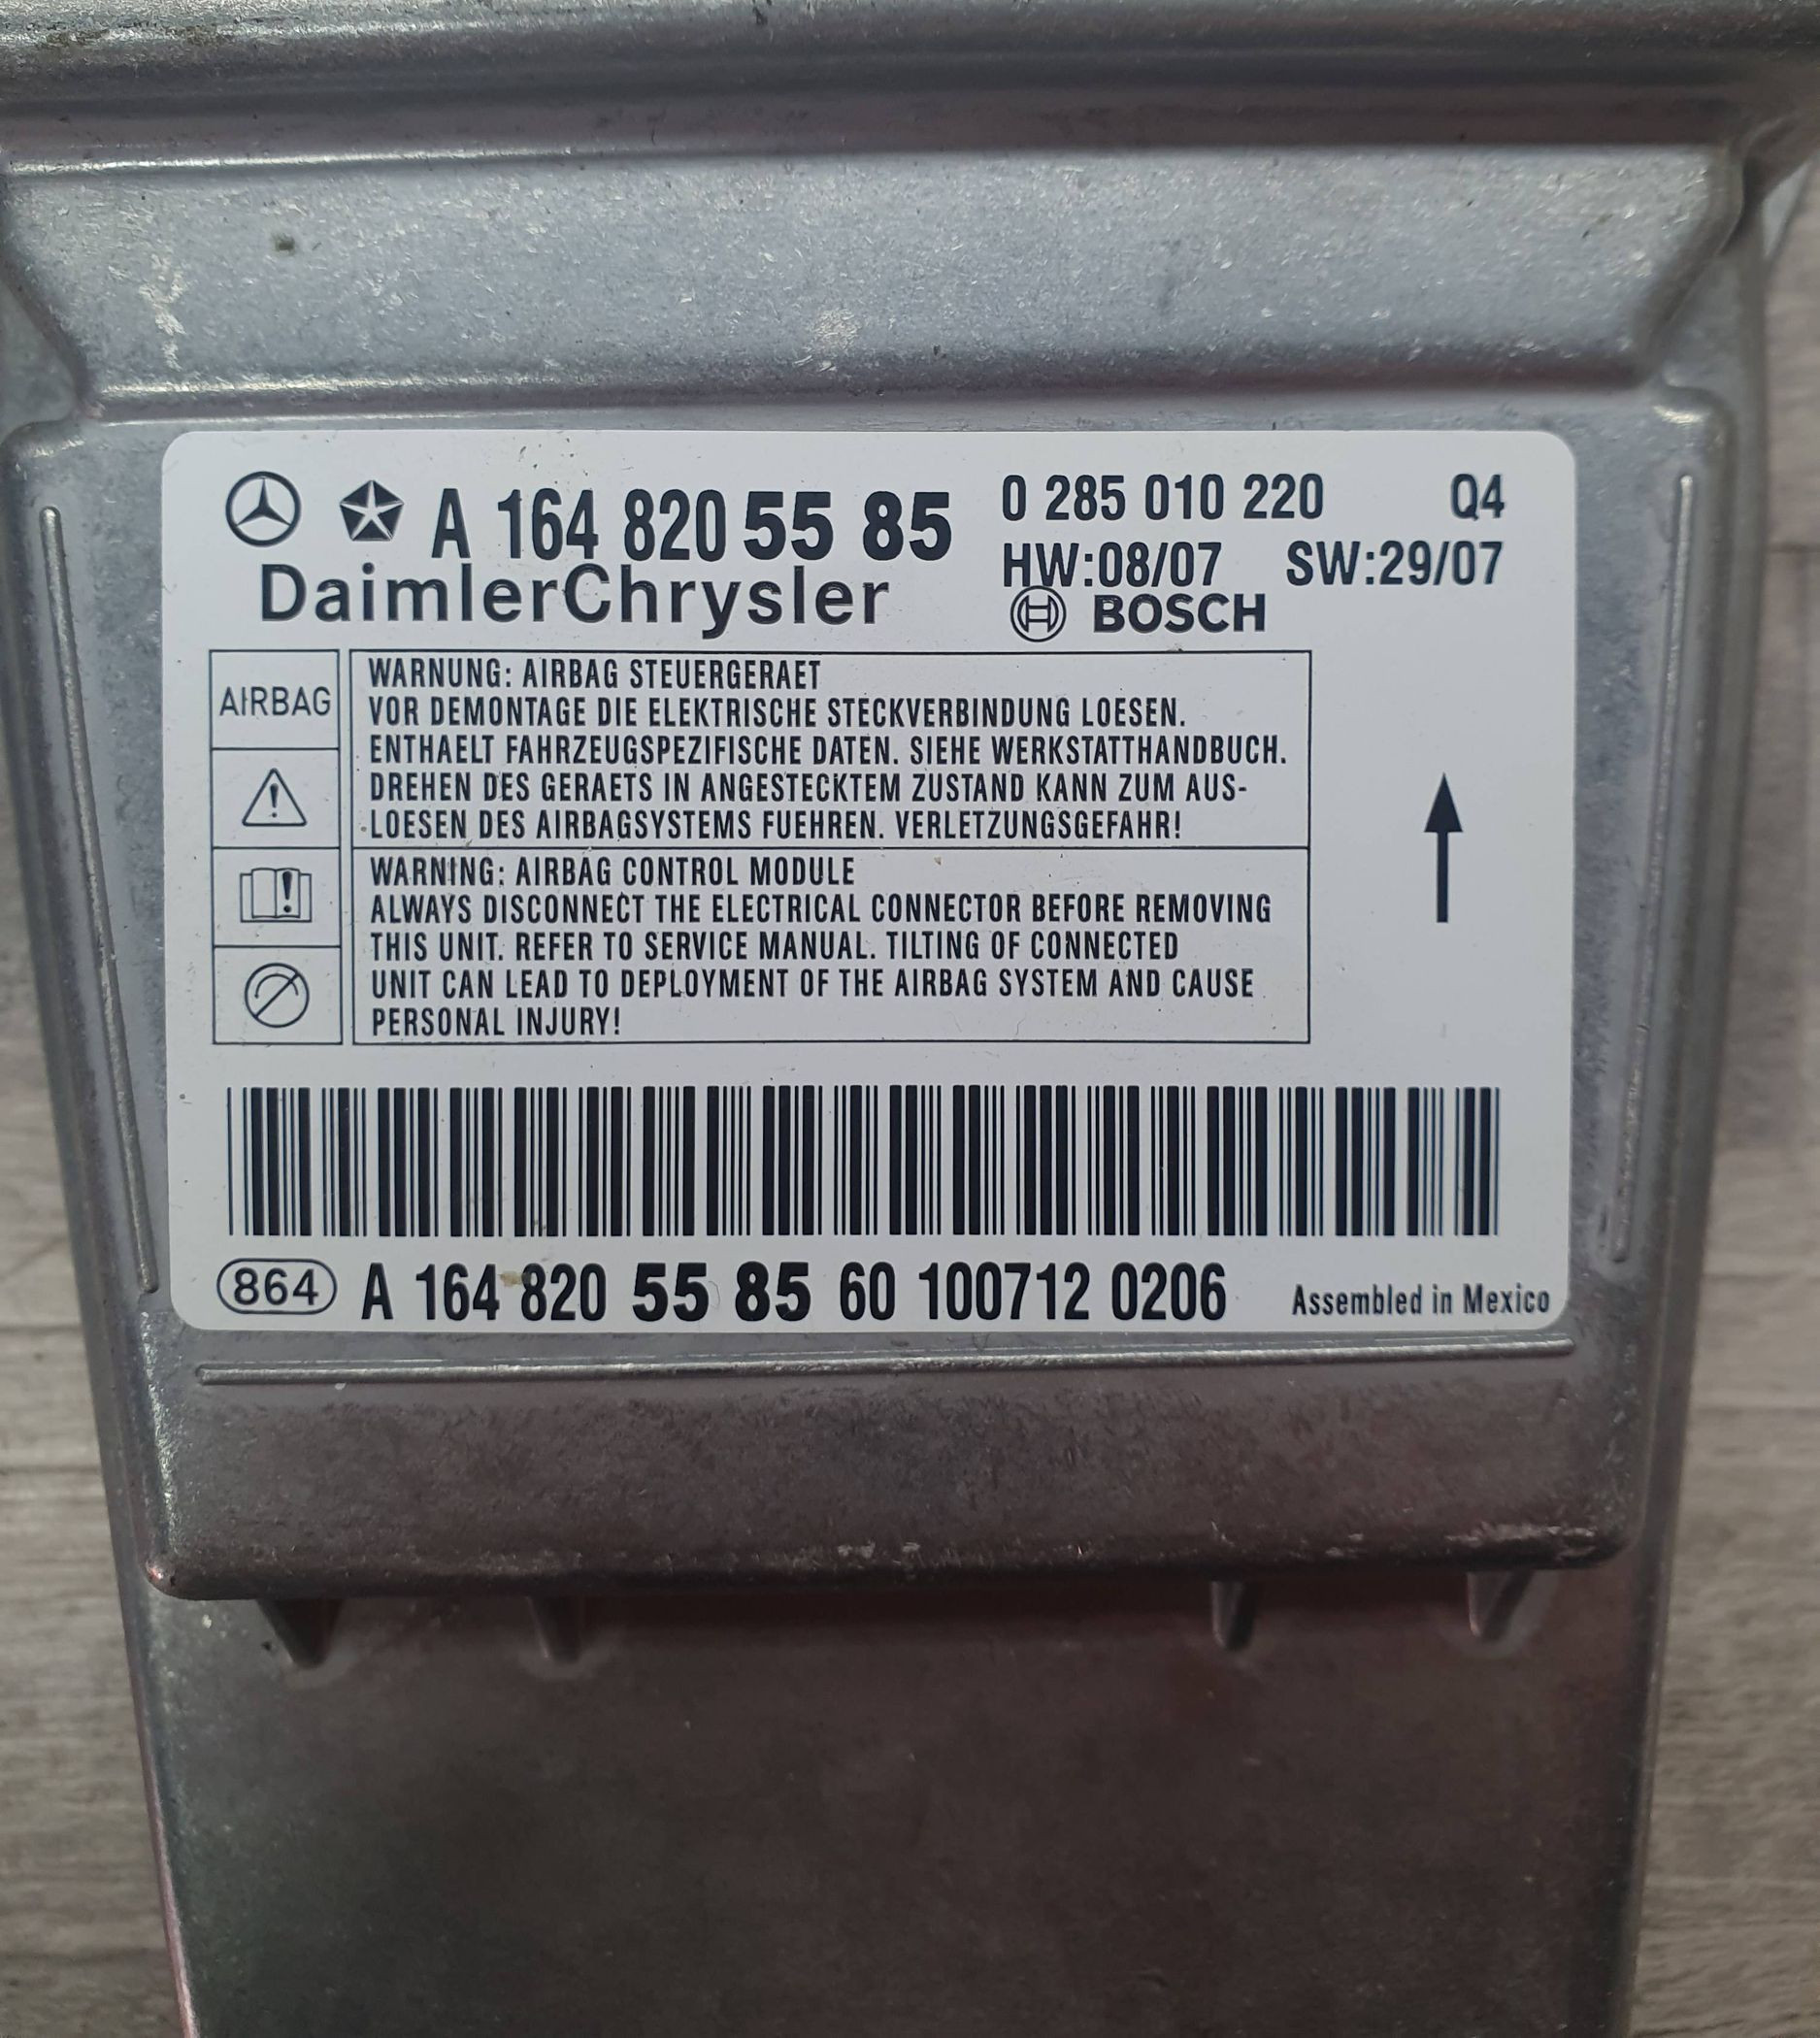 A 164 820 55 85 0 285 010 220 Q4
HW:08/07 SW:29/07
DaimlerChrysler BOSCH
AIRBAG
WARNUNG: AIRBAG STEUERGERAET
VOR DEMONTAGE DIE ELEKTRISCHE STECKVERBINDUNG LOESEN.
ENTHAELT FAHRZEUGSPEZIFISCHE DATEN. SIEHE WERKSTATTHANDBUCH.
DREHEN DES GERAETS IN ANGESTECKTEM ZUSTAND KANN ZUM AUS-
LOESEN DES AIRBAGSYSTEMS FUEHREN. VERLETZUNGSGEFAHR!
WARNING: AIRBAG CONTROL MODULE
ALWAYS DISCONNECT THE ELECTRICAL CONNECTOR BEFORE REMOVING
THIS UNIT. REFER TO SERVICE MANUAL. TILTING OF CONNECTED
UNIT CAN LEAD TO DEPLOYMENT OF THE AIRBAG SYSTEM AND CAUSE
PERSONAL INJURY!
864 A 164 820 55 85 60 100712 0206 Assembled in Mexico